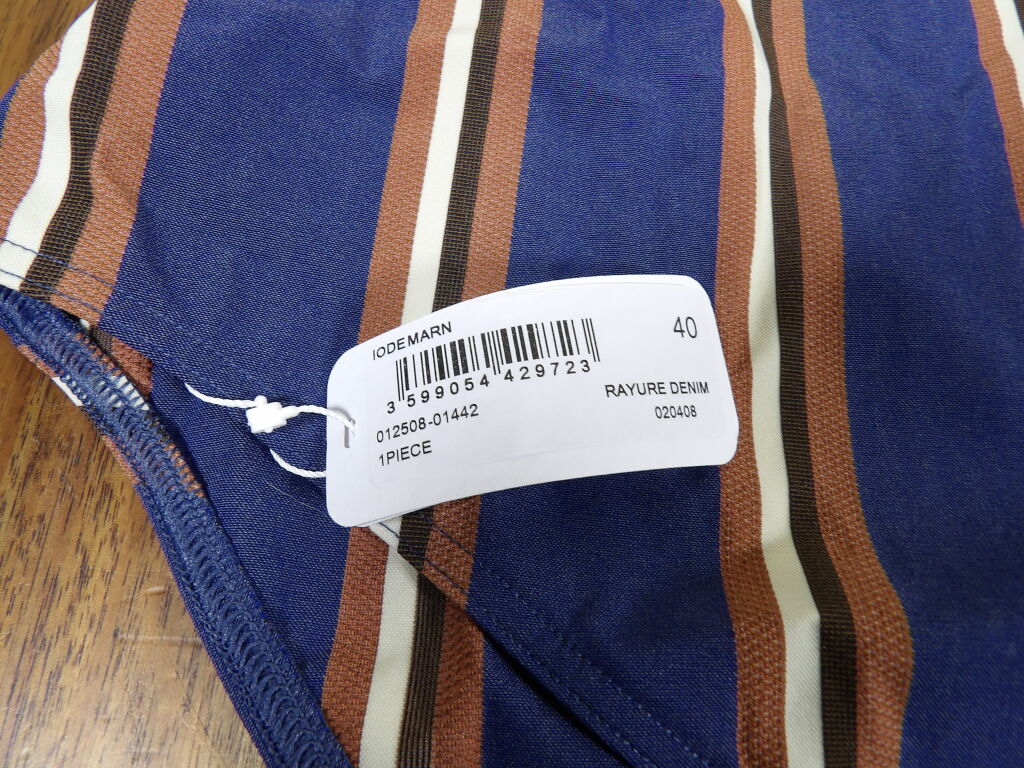 IODEMARN
40
3 599054 429723
RAYURE DENIM
012508-01442
020408
1PIECE